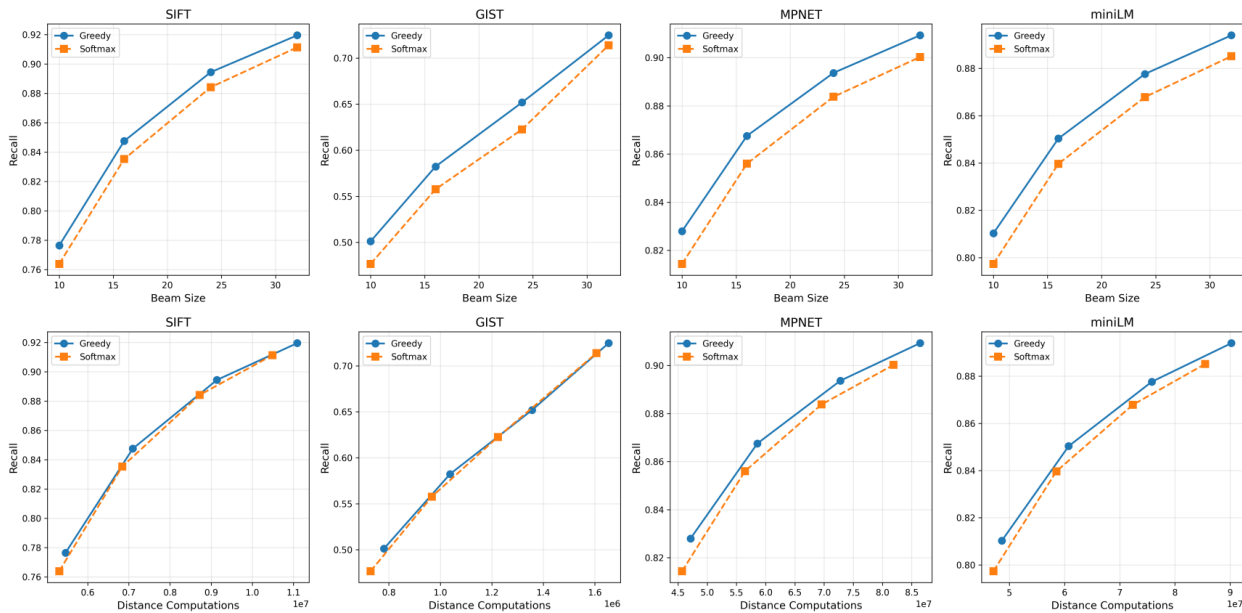 SIFT
Greedy
Softmax
Recall
0.92
0.90
0.88
0.86
0.84
0.82
0.80
0.78
0.76
10 15 20 25 30
Beam Size
GIST
Greedy
Softmax
Recall
0.70
0.65
0.60
0.55
0.50
10 15 20 25 30
Beam Size
MPNET
Greedy
Softmax
Recall
0.90
0.88
0.86
0.84
0.82
10 15 20 25 30
Beam Size
miniLM
Greedy
Softmax
Recall
0.88
0.86
0.84
0.82
0.80
10 15 20 25 30
Beam Size
SIFT
Greedy
Softmax
Recall
0.92
0.90
0.88
0.86
0.84
0.82
0.80
0.78
0.76
0.6 0.7 0.8 0.9 1.0 1.1
1e7
Distance Computations
GIST
Greedy
Softmax
Recall
0.70
0.65
0.60
0.55
0.50
0.8 1.0 1.2 1.4 1.6
1e6
Distance Computations
MPNET
Greedy
Softmax
Recall
0.90
0.88
0.86
0.84
0.82
4.5 5.0 5.5 6.0 6.5 7.0 7.5 8.0 8.5
1e7
Distance Computations
miniLM
Greedy
Softmax
Recall
0.88
0.86
0.84
0.82
0.80
5 6 7 8 9
1e7
Distance Computations